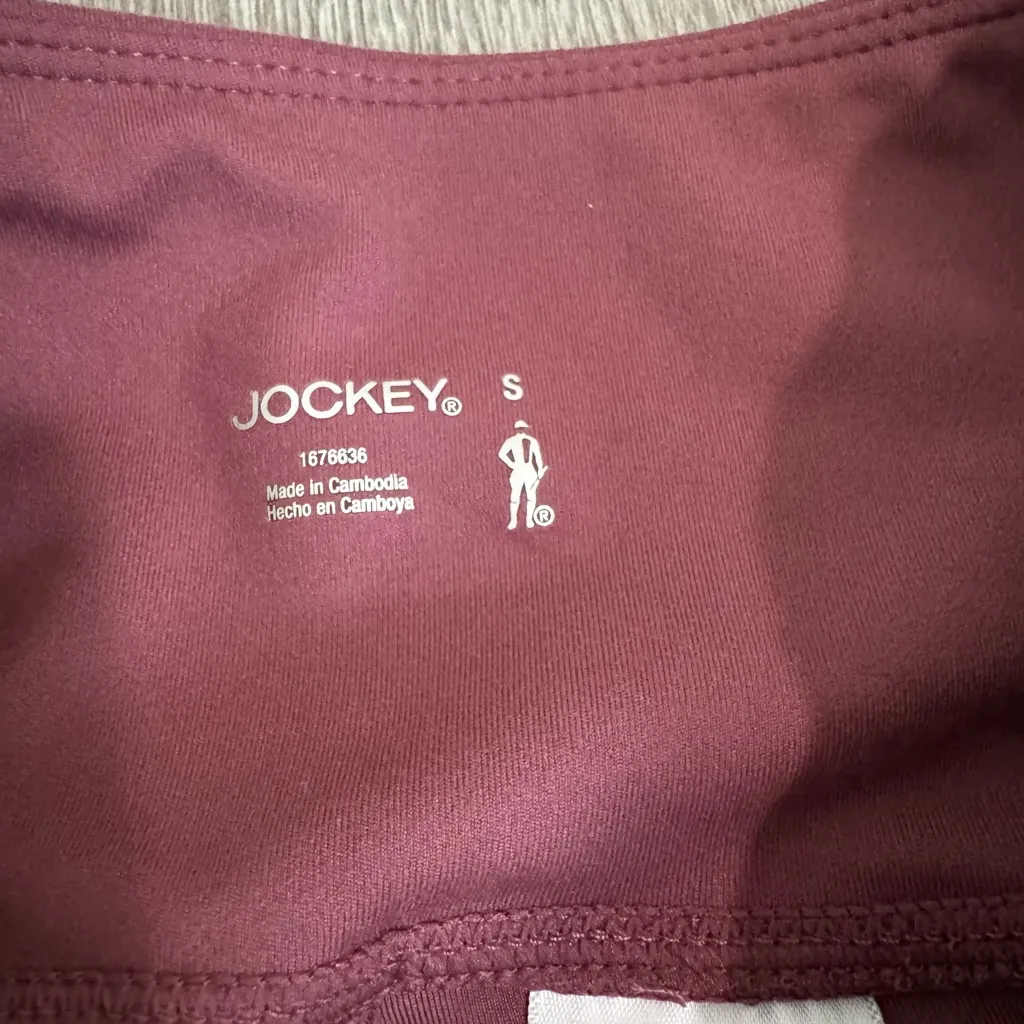 JOCKEY®
S
1676636
Made in Cambodia
Hecho en Camboya
®